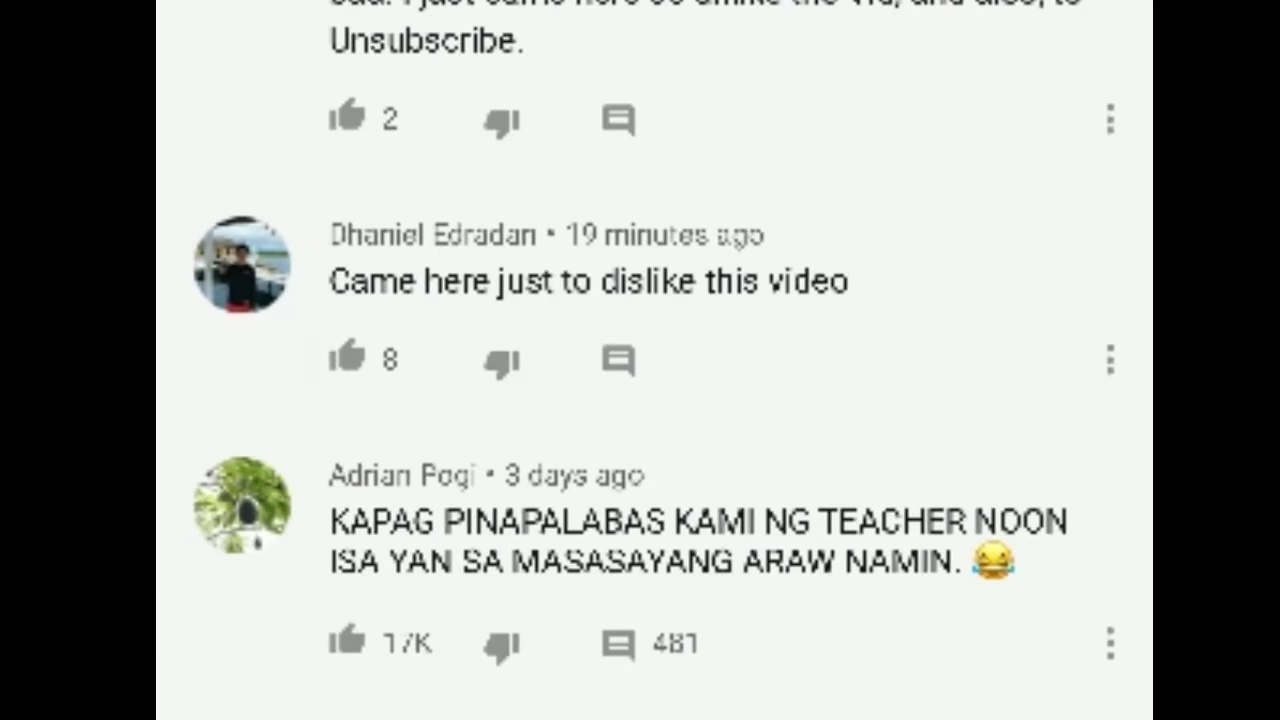 Unsubscribe.
2
Dhaniel Edradan • 19 minutes ago
Came here just to dislike this video
8
Adrian Pogi • 3 days ago
KAPAG PINAPALABAS KAMI NG TEACHER NOON
ISA YAN SA MASASAYANG ARAW NAMIN. 😂
17K 481